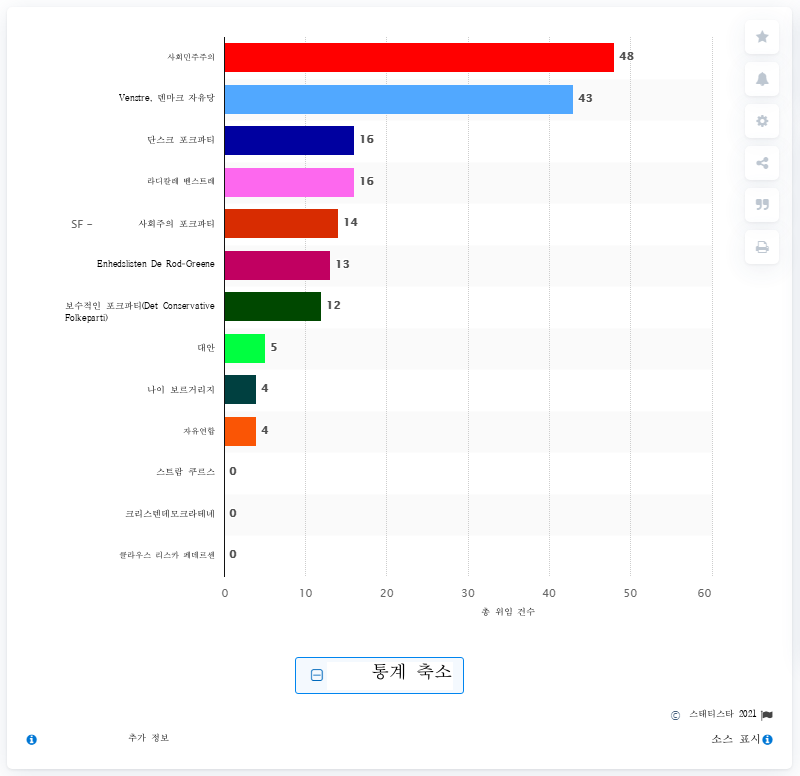 사회민주주의 48
Venstre, 덴마크 자유당 43
단스크 포크파티 16
라디칼레 벤스트레 16
SF – 사회주의 포크파티 14
Enhedslisten De Rod-Greene 13
보수적인 포크파티(Det Conservative
Folkeparti) 12
대안 5
나이 보르거리지 4
자유연합 4
스트람 쿠르스 0
크리스텐데모크라테네 0
클라우스 리스카 페데르센 0
0 10 20 30 40 50 60
총 위임 건수
통계 축소
© 스태티스타 2021
추가 정보
소스 표시